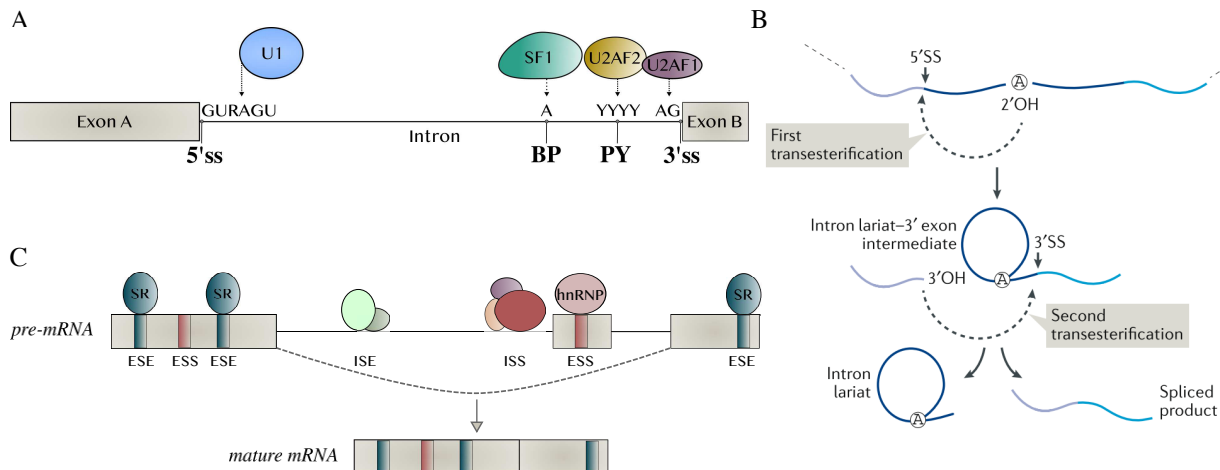 A
U1
SF1
U2AF2
U2AF1
GURAGU
A
YYYY
AG
Exon A
Intron
Exon B
5'ss
BP
PY
3'ss
B
5′SS
A
2′OH
First
transesterification
Intron lariat–3′ exon
intermediate
3′SS
3′OH
A
Second
transesterification
Intron
lariat
A
Spliced
product
C
SR
SR
hnRNP
SR
pre-mRNA
ESE
ESS
ESE
ISE
ISS
ESS
ESE
mature mRNA